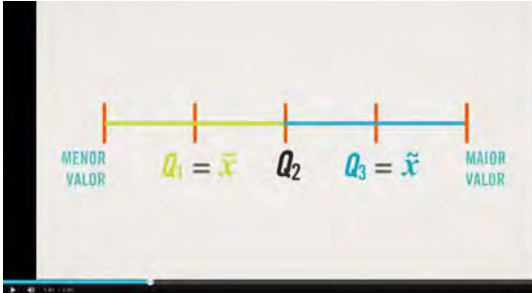 MENOR
VALOR
Q₁ = x̃
Q₂
Q₃ = x̃
MAIOR
VALOR